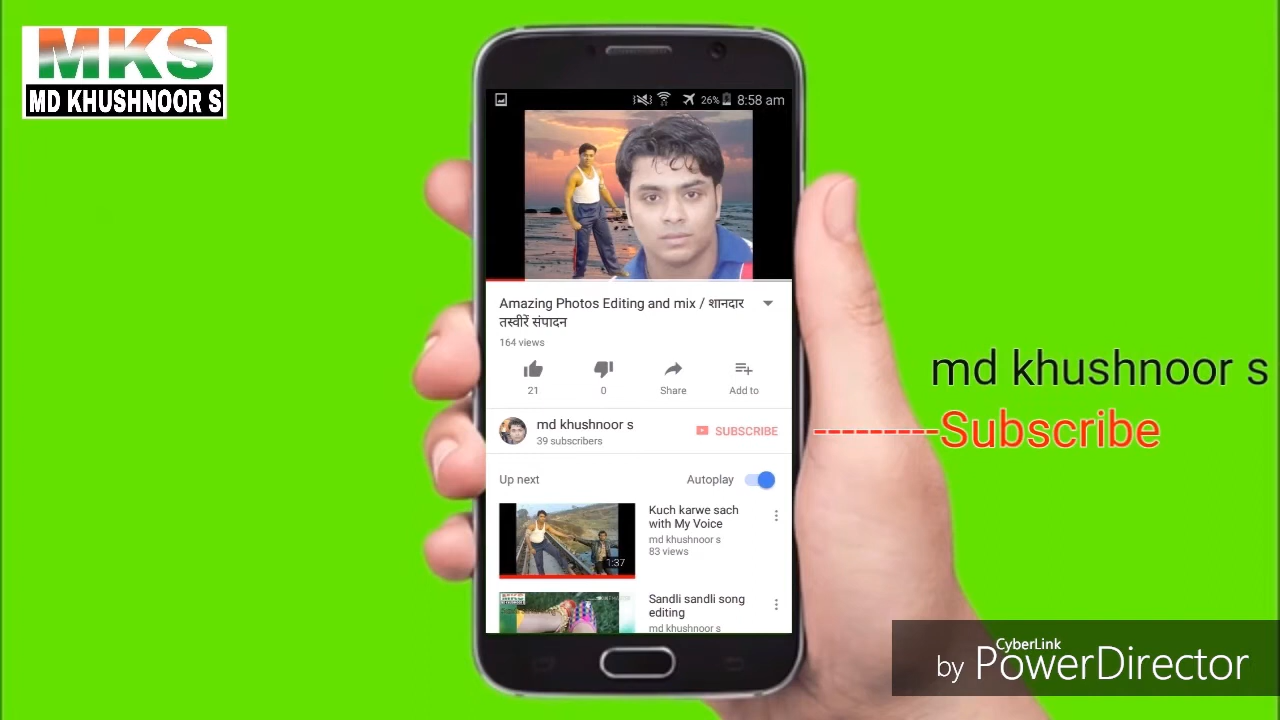 MKS
MD KHUSHNOOR S
26% 8:58 am
Amazing Photos Editing and mix / शानदार
तस्वीरें संपादन
164 views
21
0
Share
Add to
md khushnoor s
39 subscribers
SUBSCRIBE
md khushnoor s
---------Subscribe
Up next
Autoplay
Kuch karwe sach
with My Voice
md khushnoor s
83 views
1:37
Sandli sandli song
editing
md khushnoor s
CyberLink
by PowerDirector